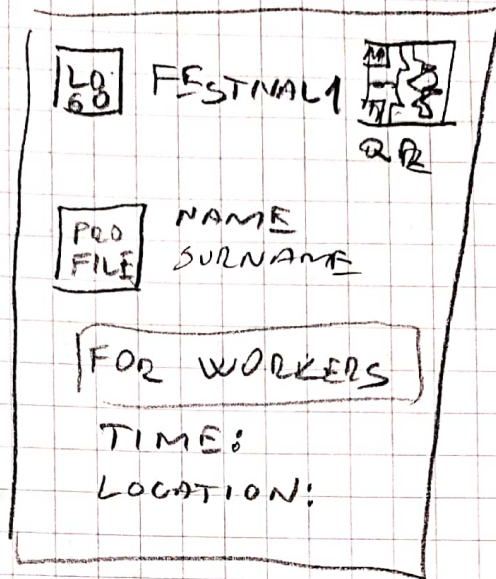 LO
GO
FESTIVAL1
QR
PRO
FILE
NAME
SURNAME
FOR WORKERS
TIME:
LOCATION: